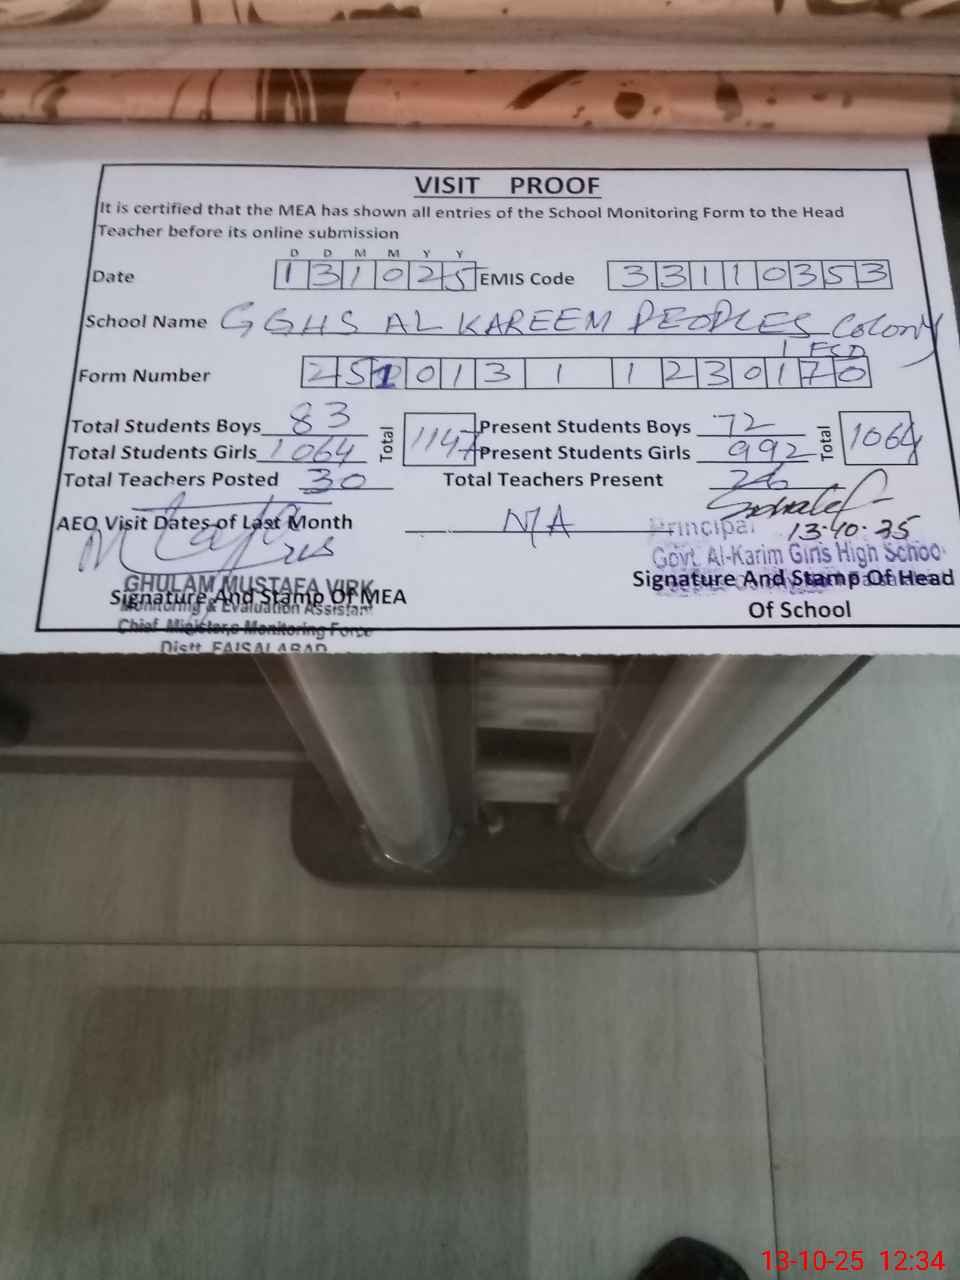 VISIT PROOF
It is certified that the MEA has shown all entries of the School Monitoring Form to the Head
Teacher before its online submission
D D M M Y Y
Date 1 3 1 0 2 5 EMIS Code 3 3 1 1 0 3 5 3
School Name GGHS AL KAREEM PEOPLES COLONY
1 FSD
Form Number 2 5 1 0 1 3 1 1 2 3 0 1 7 0
Total Students Boys 83 Total 1147 Present Students Boys 72 Total 1064
Total Students Girls 1064 Present Students Girls 992
Total Teachers Posted 30 Total Teachers Present 26
AEO Visit Dates of Last Month N/A
Principal 13-10-25
Govt. Al-Karim Girls High School
GHULAM MUSTAFA VIRK
Signature And Stamp Of MEA
Signature And Stamp Of Head
Of School
Monitoring & Evaluation Assistant
Chief Minister,s Monitoring Force
Distt. FAISALABAD
13-10-25 12:34